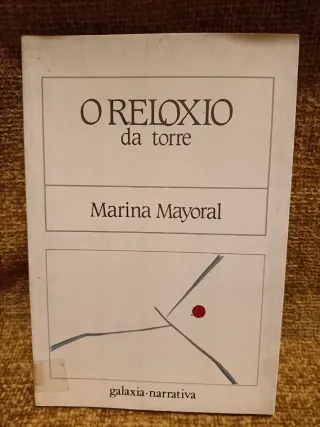 O RELOXIO
da torre
Marina Mayoral
galaxia-narrativa